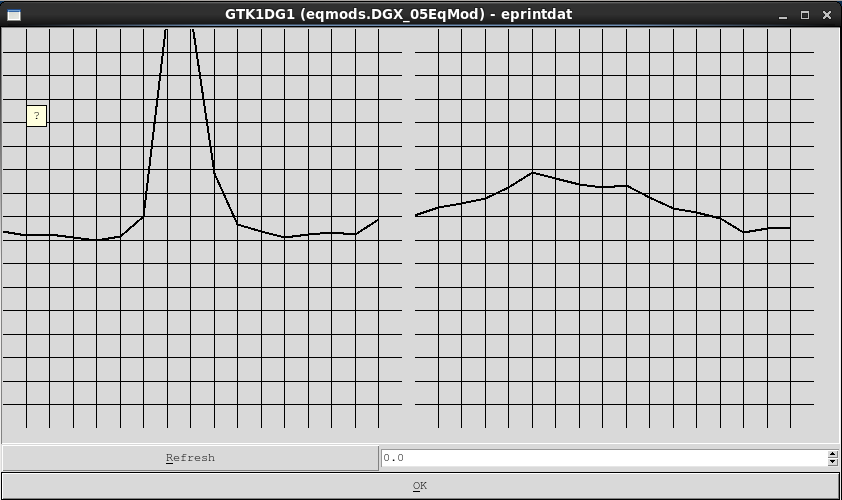 GTK1DG1 (eqmods.DGX_05EqMod) - eprintdat
?
Refresh
0.0
OK